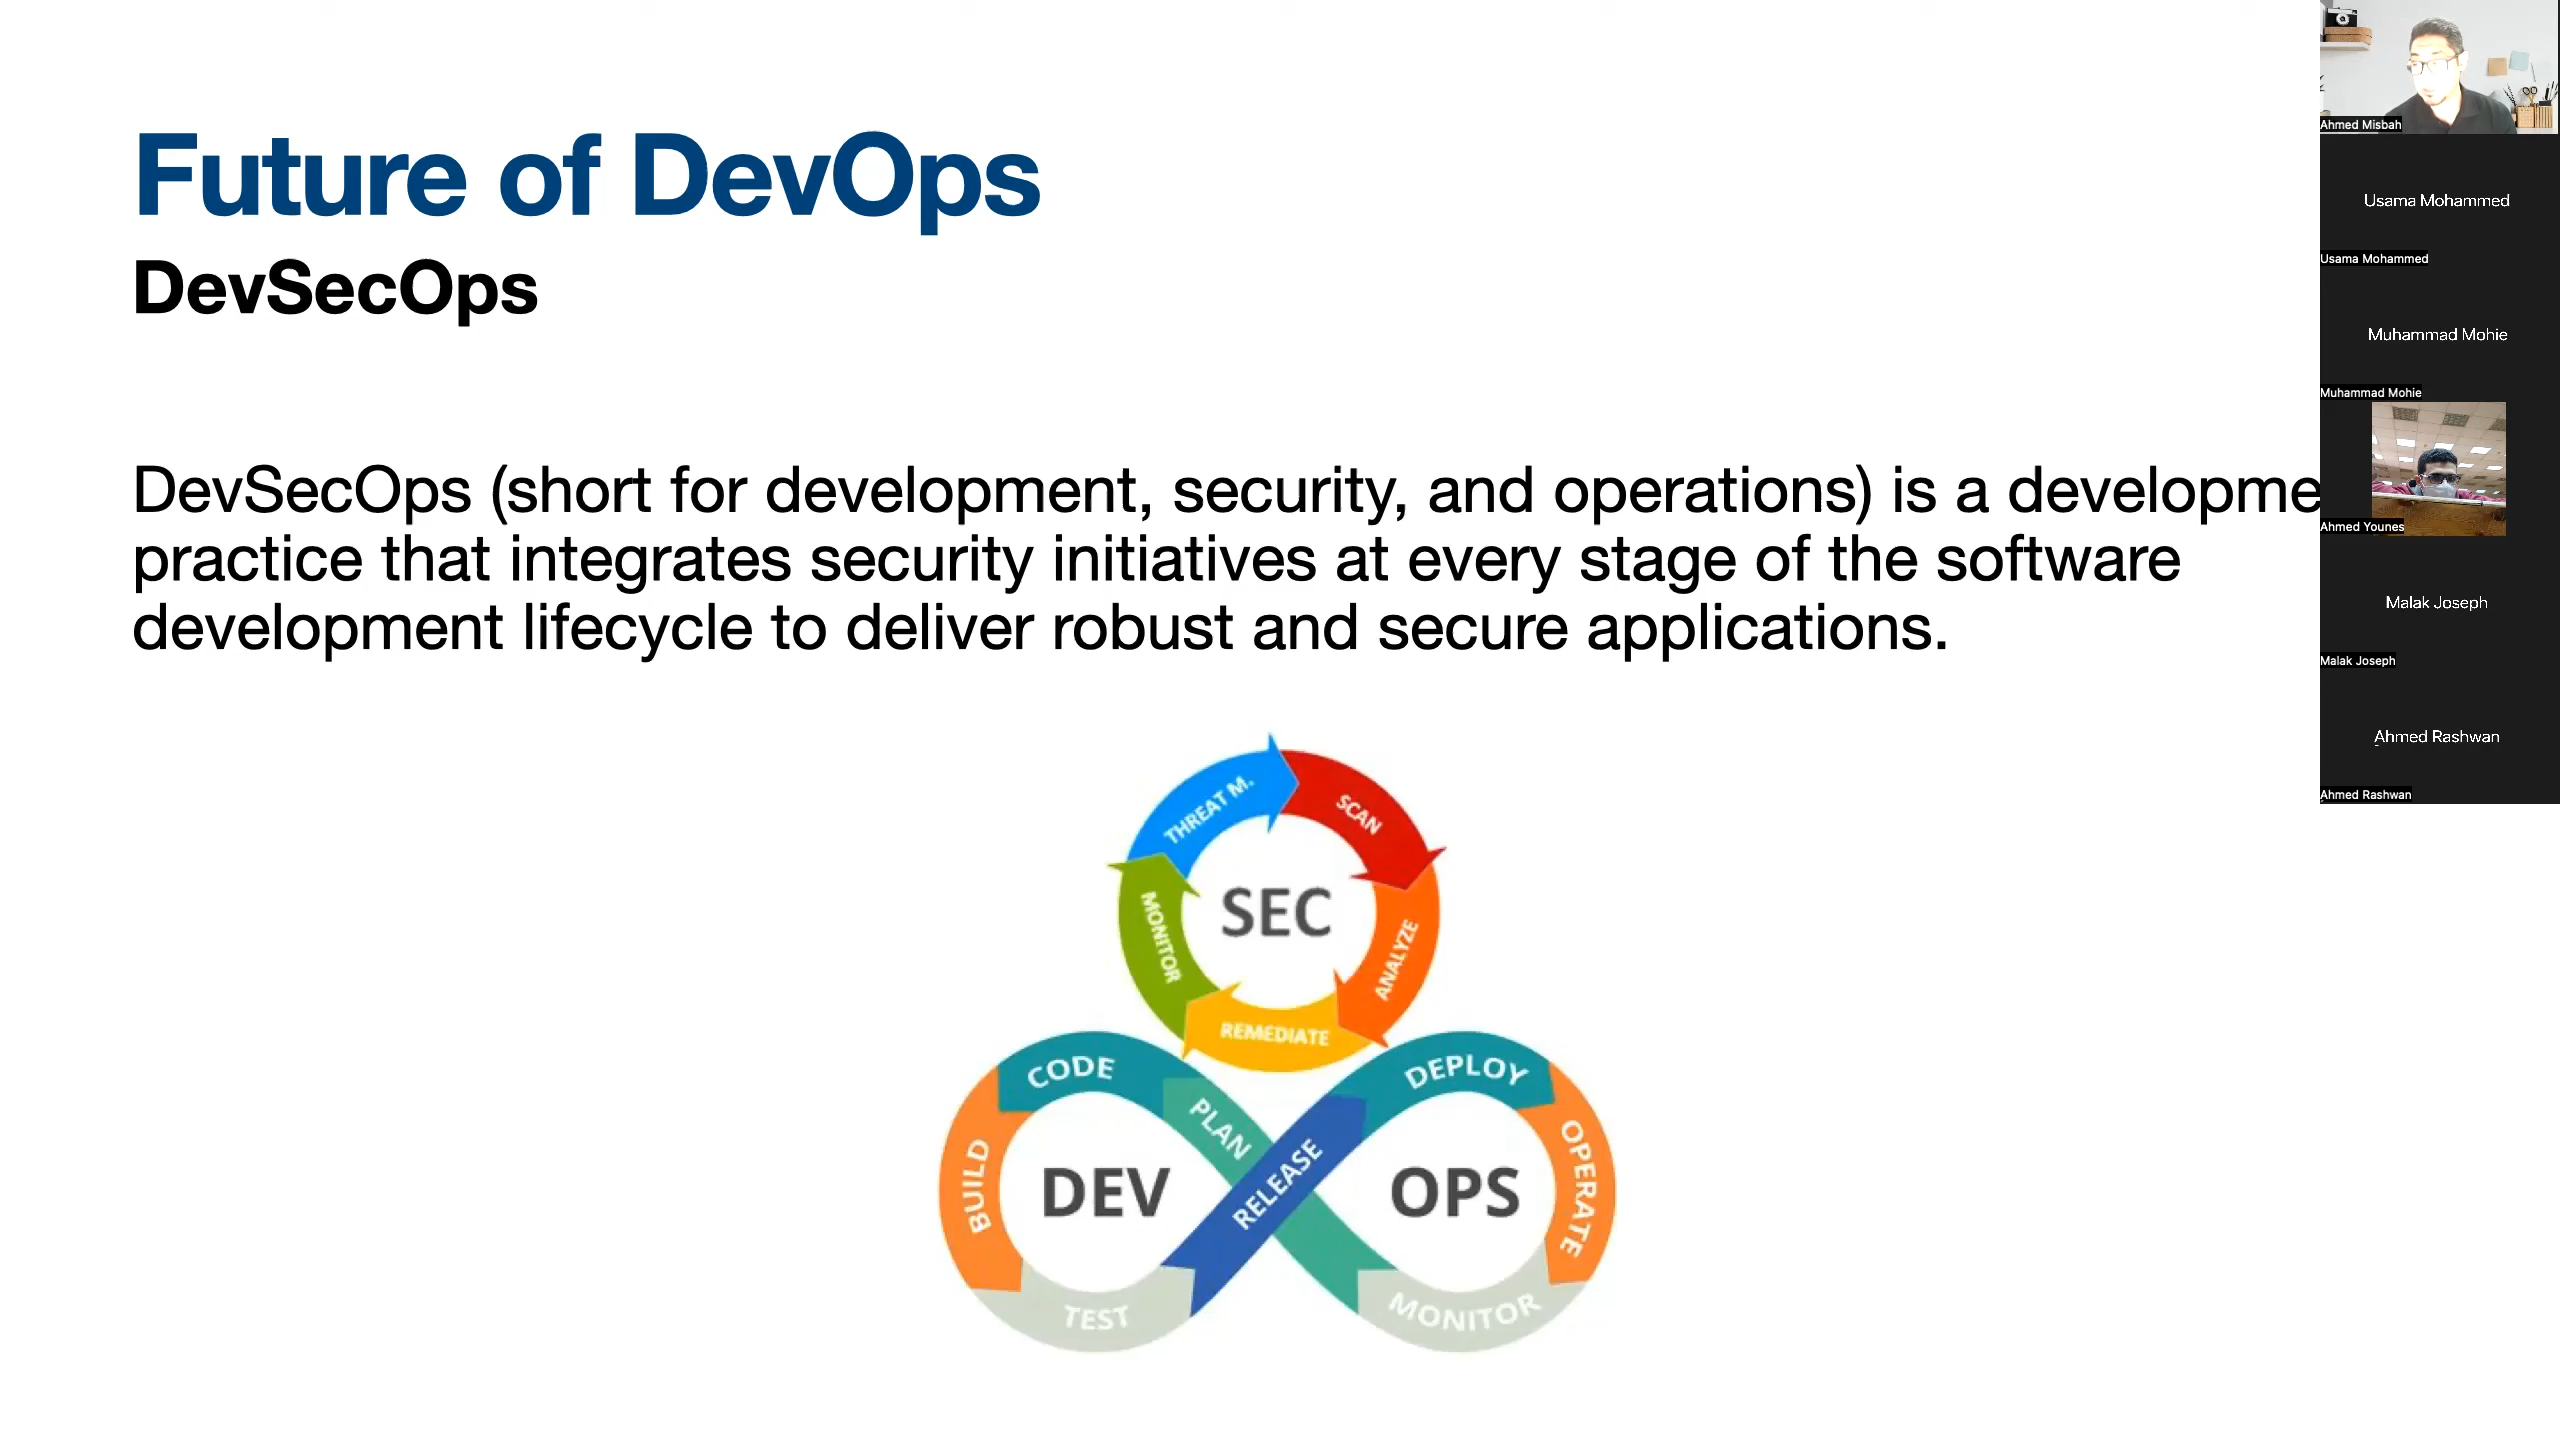 Future of DevOps
DevSecOps
DevSecOps (short for development, security, and operations) is a developme
practice that integrates security initiatives at every stage of the software
development lifecycle to deliver robust and secure applications.
THREAT M.
SCAN
ANALYZE
REMEDIATE
MONITOR
SEC
CODE
PLAN
BUILD
DEV
TEST
RELEASE
DEPLOY
OPS
OPERATE
MONITOR
Ahmed Misbah
Usama Mohammed
Usama Mohammed
Muhammad Mohie
Muhammad Mohie
Ahmed Younes
Malak Joseph
Malak Joseph
Ahmed Rashwan
Ahmed Rashwan